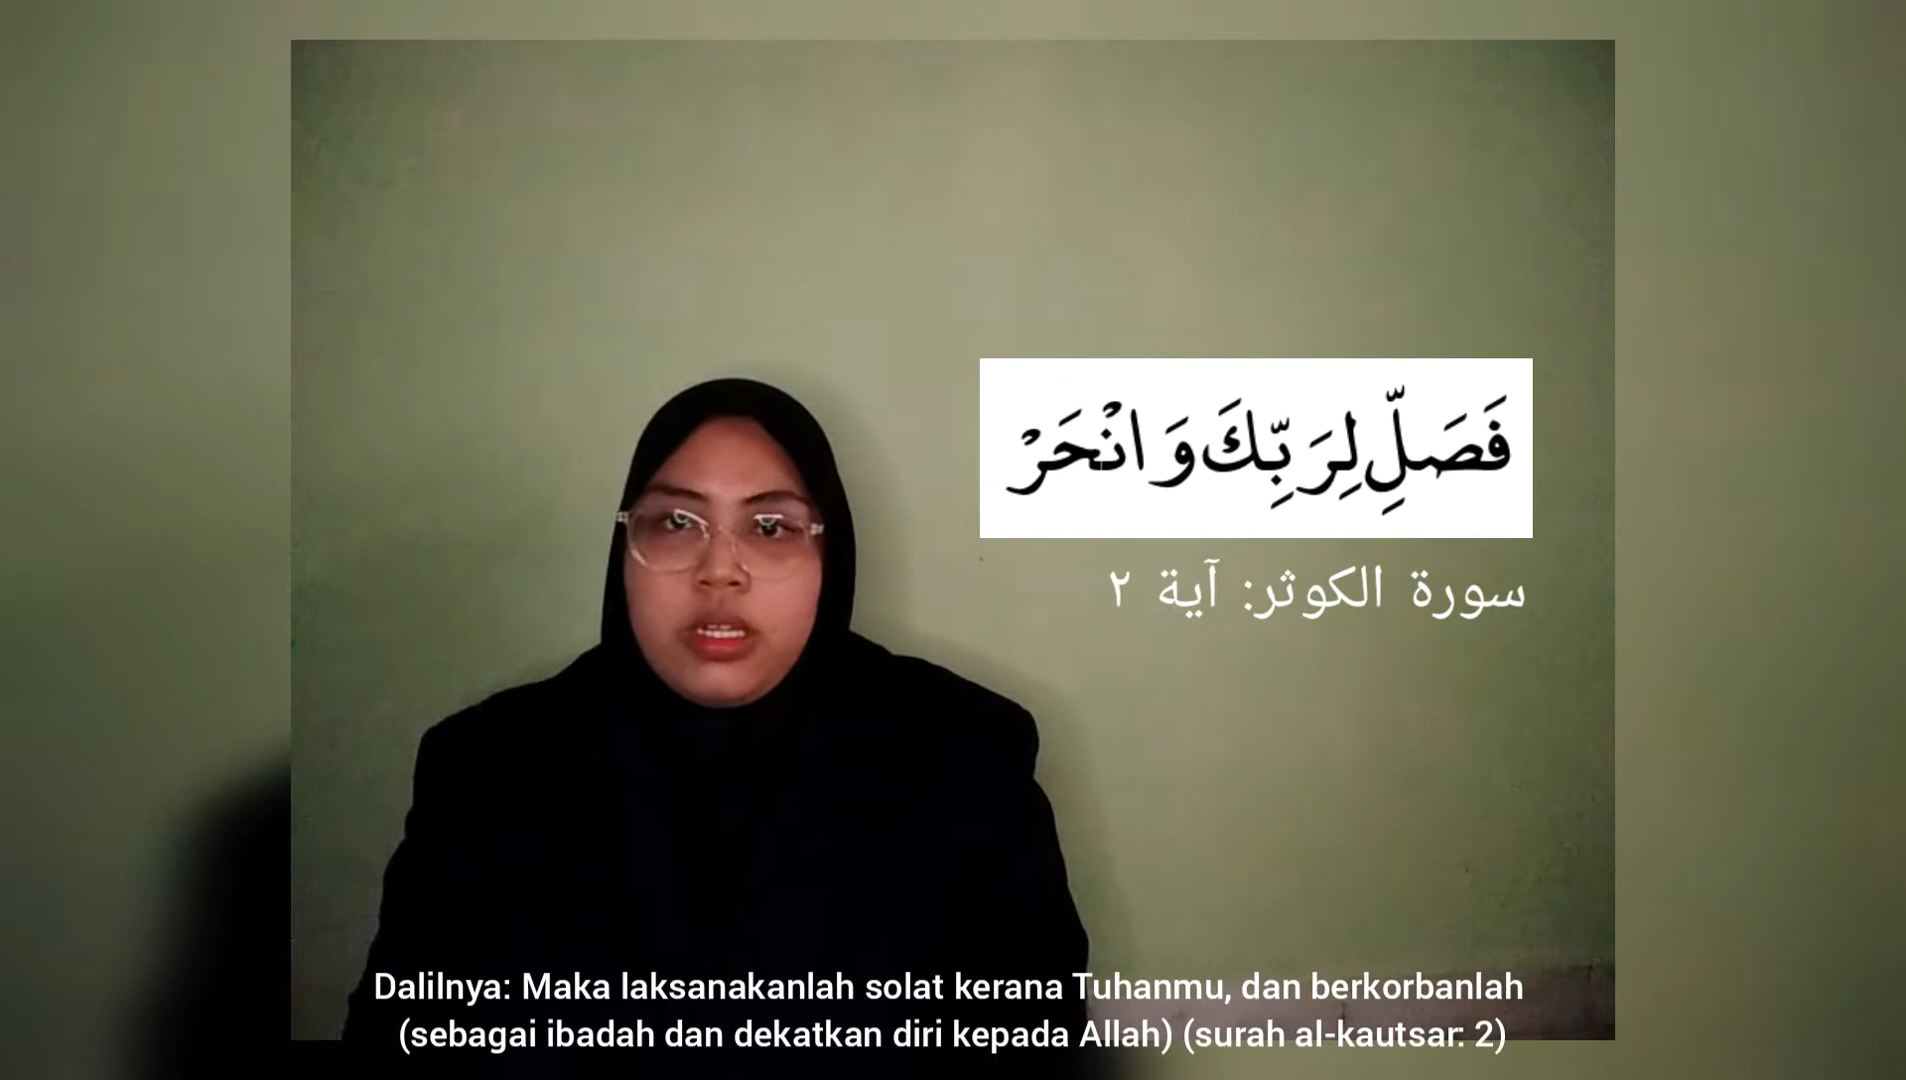 فَصَلِّ لِرَبِّكَ وَانْحَرْ
سورة الكوثر: آية ٢
Dalilnya: Maka laksanakanlah solat kerana Tuhanmu, dan berkorbanlah
(sebagai ibadah dan dekatkan diri kepada Allah) (surah al-kautsar: 2)